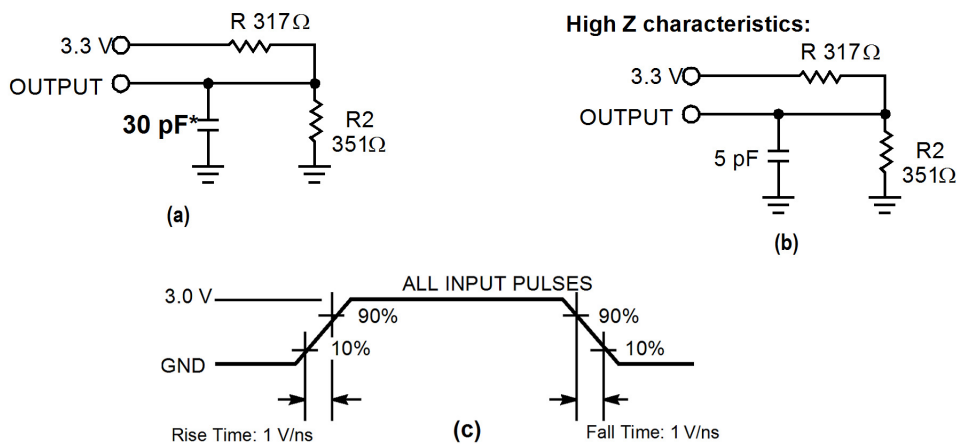 R 317Ω
3.3 V
OUTPUT
30 pF*
R2
351Ω
(a)
High Z characteristics:
R 317Ω
3.3 V
OUTPUT
5 pF
R2
351Ω
(b)
ALL INPUT PULSES
3.0 V
90%
10%
GND
90%
10%
Rise Time: 1 V/ns
(c)
Fall Time: 1 V/ns